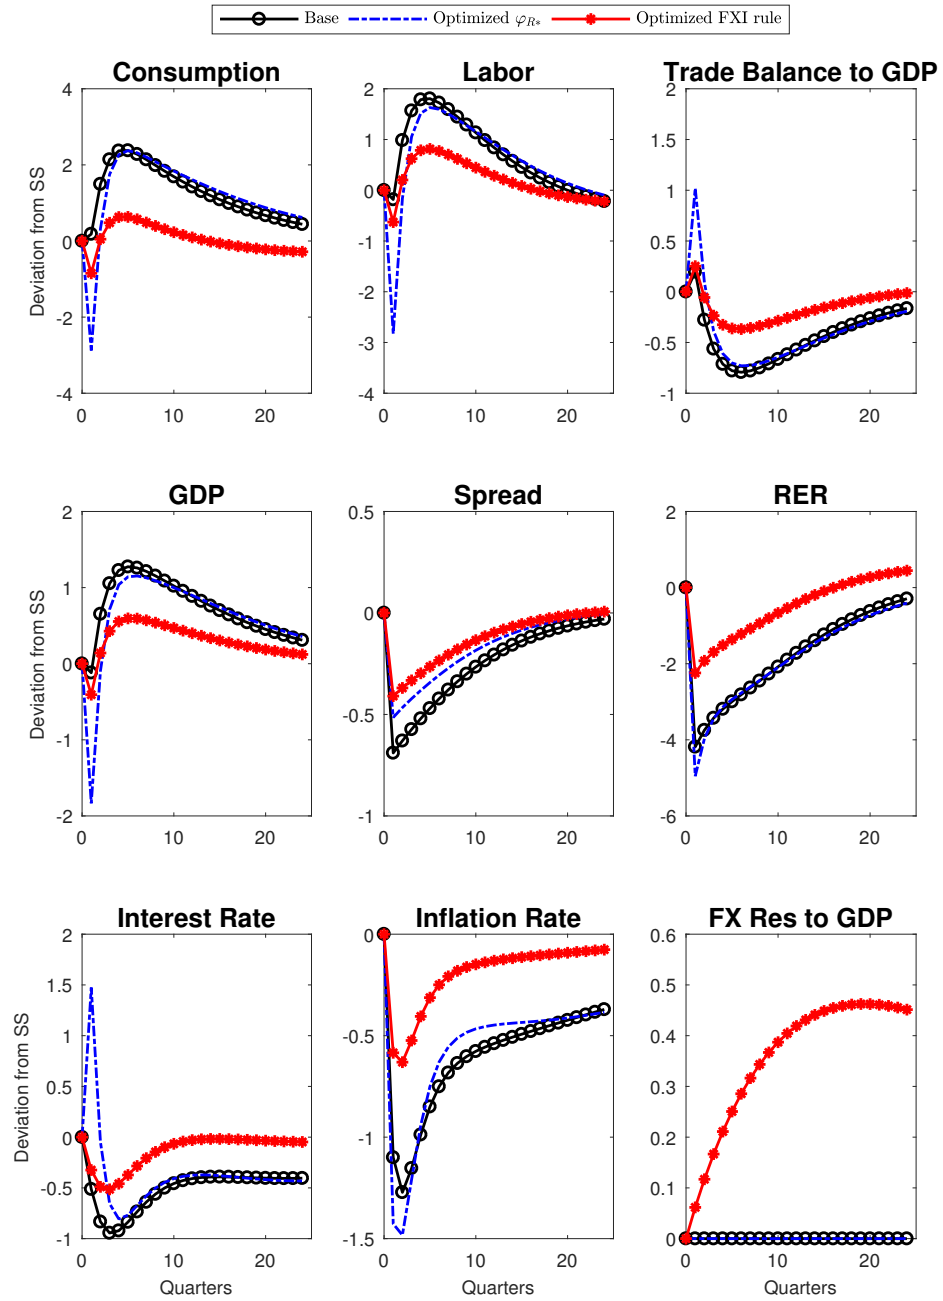 Base Optimized φR* Optimized FXI rule
Consumption Labor Trade Balance to GDP
4 2 2
2 1 1.5
0 0 1
-2 -1 0.5
-4 -2 0
-3 -0.5
-4 -1
Deviation from SS
0 10 20 0 10 20 0 10 20
GDP Spread RER
2 0.5 2
1 0 0
0 -0.5 -2
-1 -1 -4
-2 -6
Deviation from SS
0 10 20 0 10 20 0 10 20
Interest Rate Inflation Rate FX Res to GDP
2 0 0.6
1.5 -0.5 0.5
1 -1 0.4
0.5 -1.5 0.3
0 0.2
-0.5 0.1
-1 0
Deviation from SS
0 10 20 0 10 20 0 10 20
Quarters Quarters Quarters